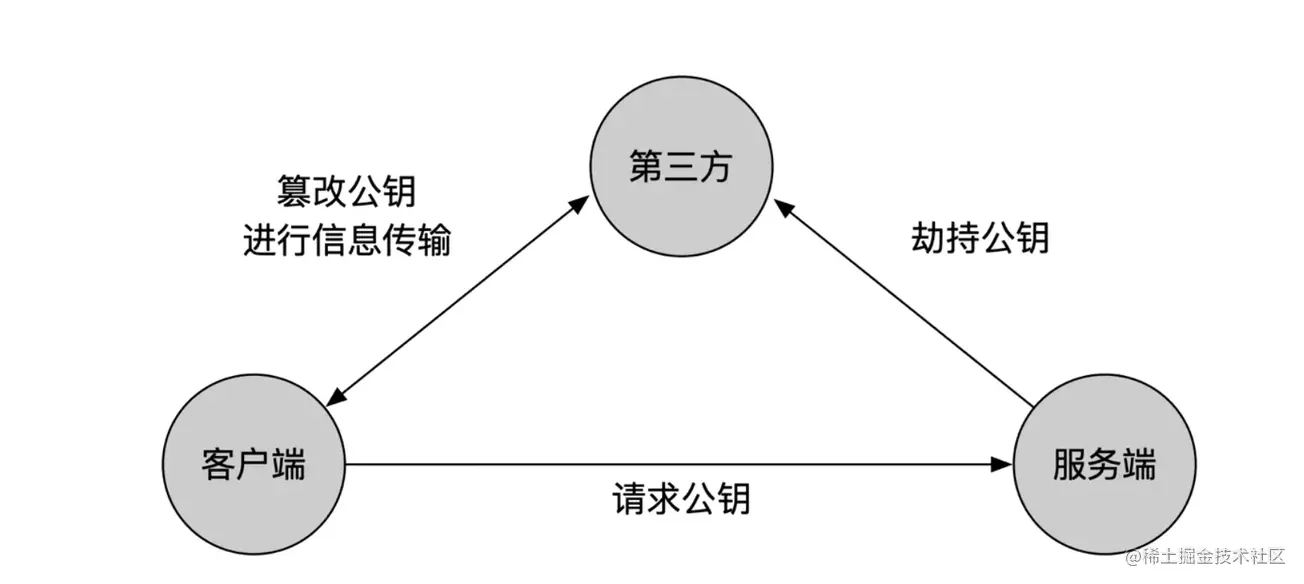 第三方
篡改公钥
进行信息传输
劫持公钥
客户端
服务端
请求公钥
@稀土掘金技术社区